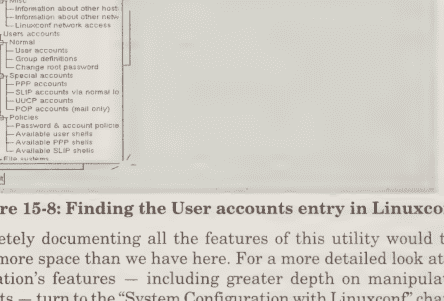 Misc
Information about other host
Information about other netw
Linuxconf network access
Users accounts
Normal
User accounts
Group definitions
Change root password
Special accounts
PPP accounts
SLIP accounts via normal lo
UUCP accounts
POP accounts (mail only)
Policies
Password & account policie
Available user shells
Available PPP shells
Available SLIP shells
File systems
re 15-8: Finding the User accounts entry in Linuxco
etely documenting all the features of this utility would t
more space than we have here. For a more detailed look at
ation's features — including greater depth on manipulat
ts — turn to the “System Configuration with Linuxconf” cha